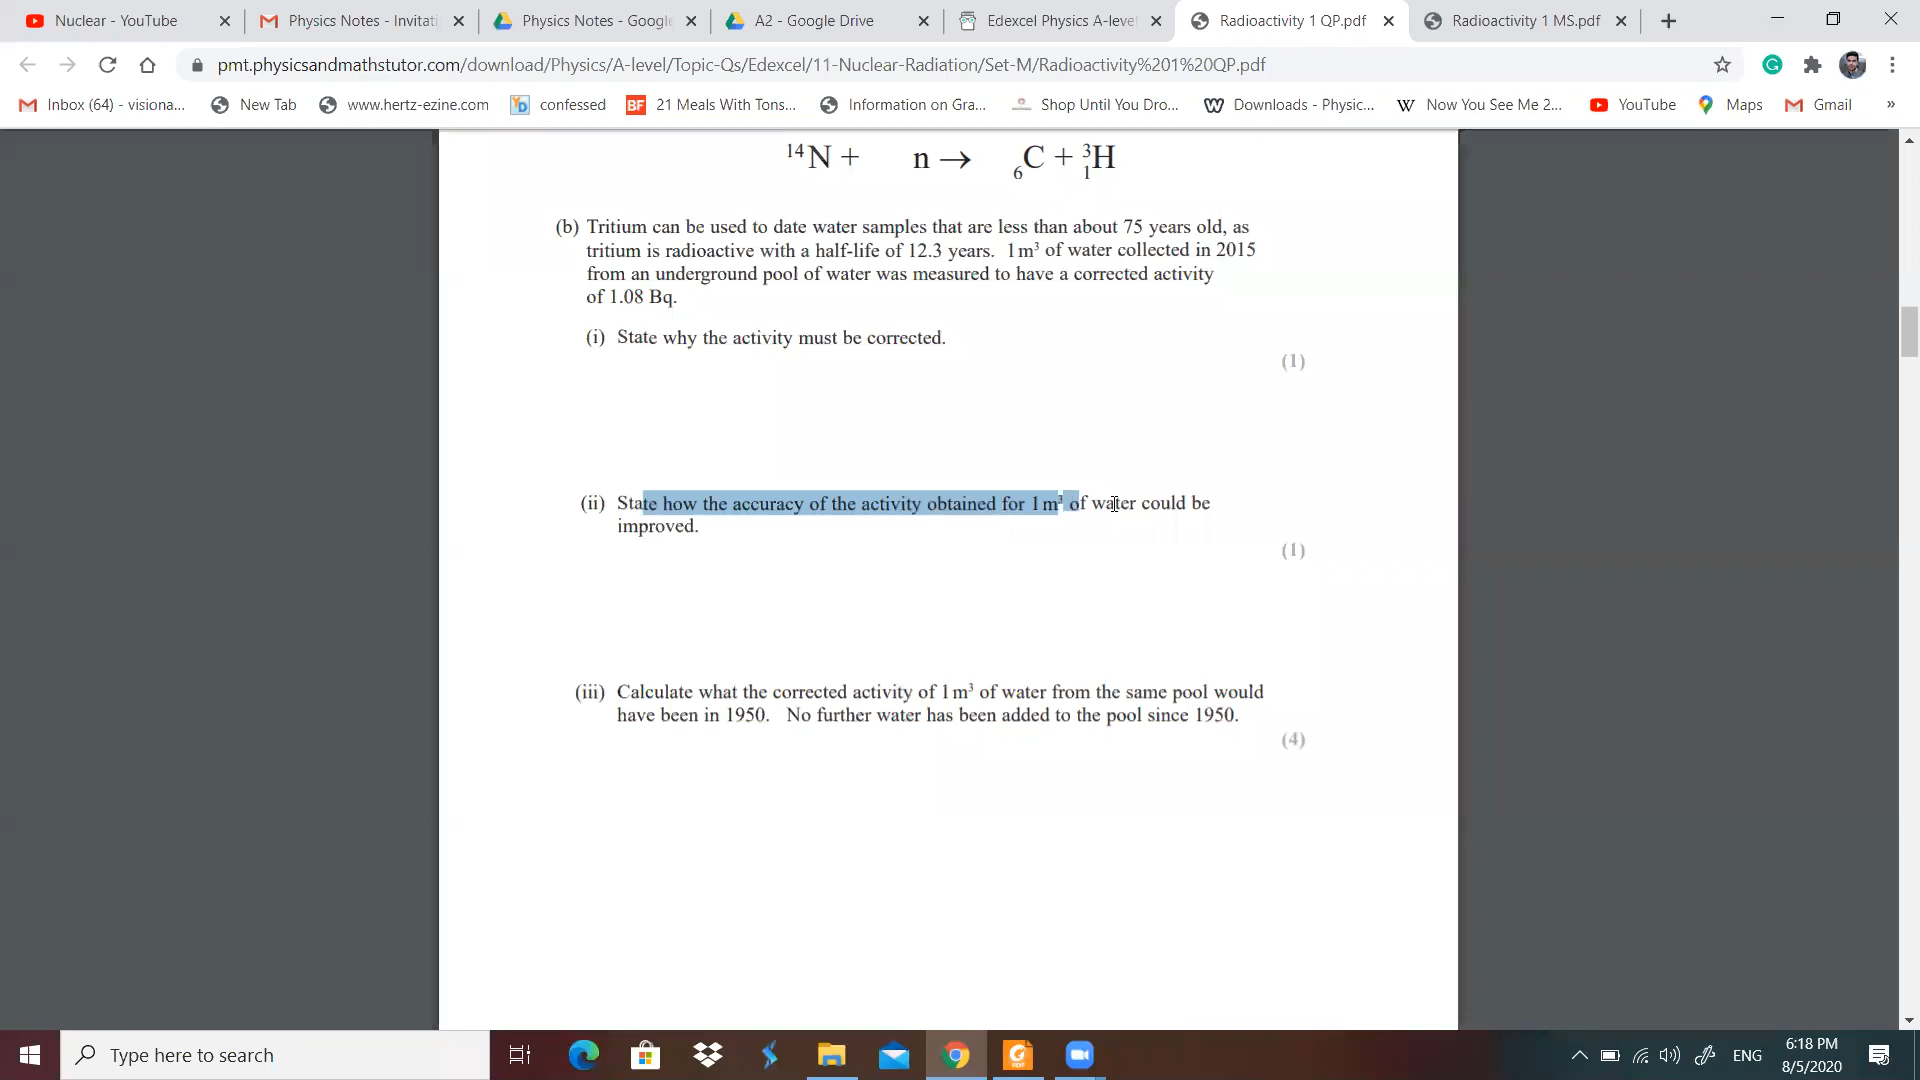 Nuclear - YouTube
Physics Notes - Invitati
Physics Notes - Google
A2 - Google Drive
Edexcel Physics A-level
Radioactivity 1 QP.pdf
Radioactivity 1 MS.pdf
pmt.physicsandmathstutor.com/download/Physics/A-level/Topic-Qs/Edexcel/11-Nuclear-Radiation/Set-M/Radioactivity%201%20QP.pdf
Inbox (64) - visiona...
New Tab
www.hertz-ezine.com
YD confessed
BF 21 Meals With Tons...
Information on Gra...
Shop Until You Dro...
Downloads - Physic...
W Now You See Me 2...
YouTube
Maps
Gmail
»
¹⁴N + n → ₆C + ³₁H
(b) Tritium can be used to date water samples that are less than about 75 years old, as
tritium is radioactive with a half-life of 12.3 years. 1 m³ of water collected in 2015
from an underground pool of water was measured to have a corrected activity
of 1.08 Bq.
(i) State why the activity must be corrected.
(1)
(ii) State how the accuracy of the activity obtained for 1 m³ of water could be
improved.
(1)
(iii) Calculate what the corrected activity of 1 m³ of water from the same pool would
have been in 1950. No further water has been added to the pool since 1950.
(4)
Type here to search
PDF
ENG
6:18 PM
8/5/2020